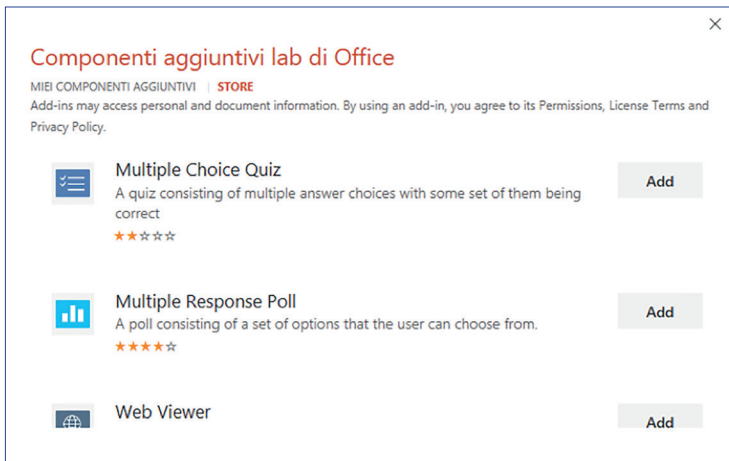 Componenti aggiuntivi lab di Office
MIEI COMPONENTI AGGIUNTIVI | STORE
Add-ins may access personal and document information. By using an add-in, you agree to its Permissions, License Terms and
Privacy Policy.
Multiple Choice Quiz
Add
A quiz consisting of multiple answer choices with some set of them being
correct
Multiple Response Poll
Add
A poll consisting of a set of options that the user can choose from.
Web Viewer
Add